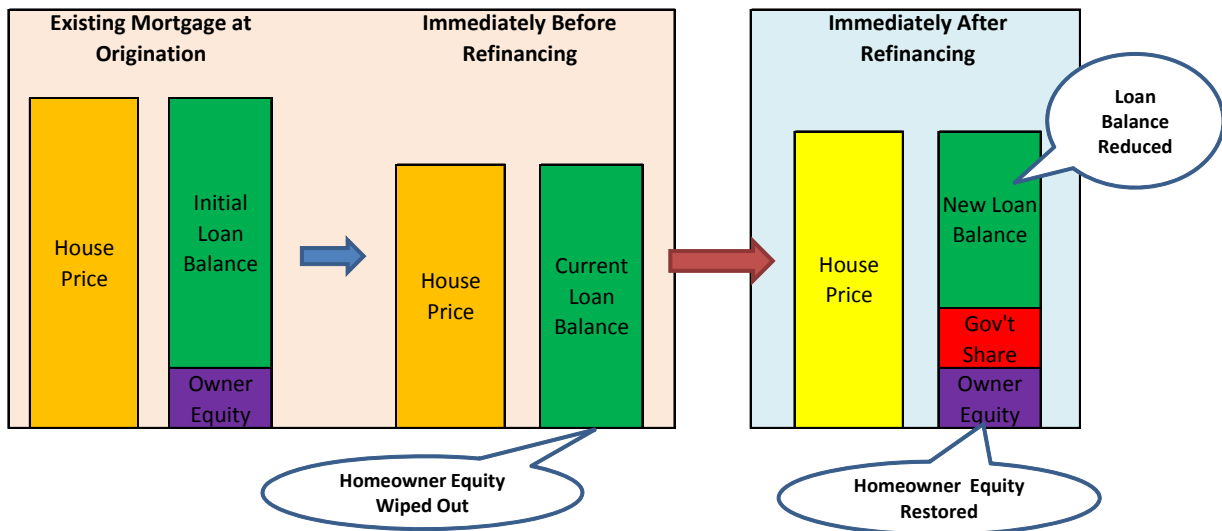 Existing Mortgage at
Origination
Immediately Before
Refinancing
Immediately After
Refinancing
House
Price
Initial
Loan
Balance
Owner
Equity
House
Price
Current
Loan
Balance
House
Price
New Loan
Balance
Gov't
Share
Owner
Equity
Loan
Balance
Reduced
Homeowner Equity
Wiped Out
Homeowner Equity
Restored